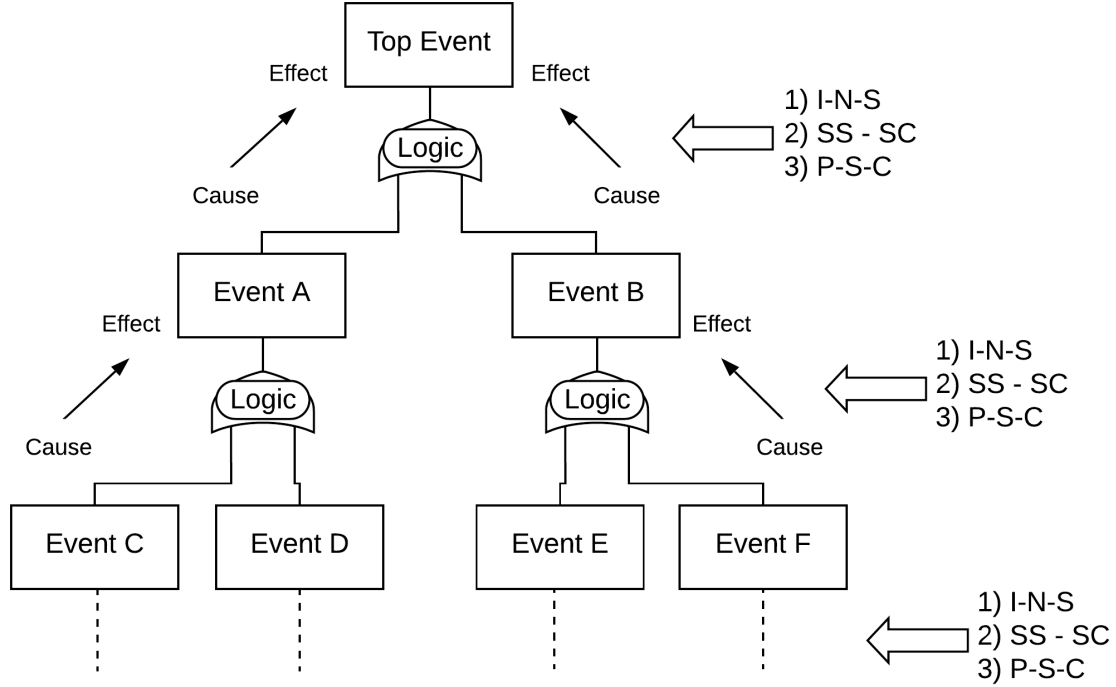 Top Event
Effect
Effect
1) I-N-S
2) SS - SC
3) P-S-C
Logic
Cause
Cause
Event A
Event B
Effect
Effect
1) I-N-S
2) SS - SC
3) P-S-C
Logic
Logic
Cause
Cause
Event C
Event D
Event E
Event F
1) I-N-S
2) SS - SC
3) P-S-C